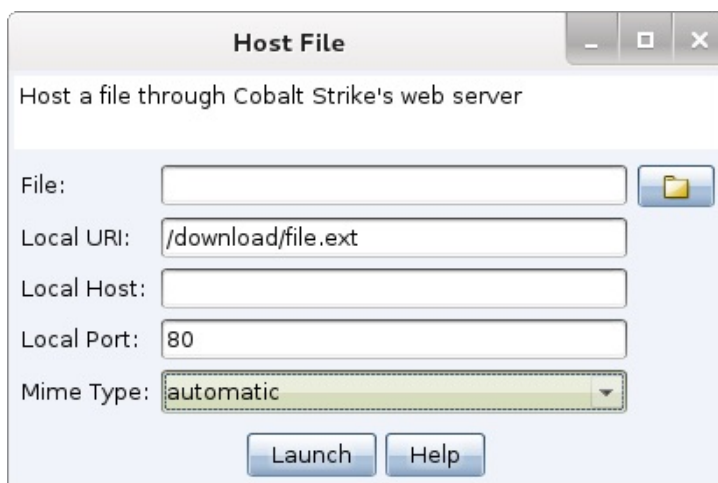 Host File
Host a file through Cobalt Strike's web server
File:
Local URI: /download/file.ext
Local Host:
Local Port: 80
Mime Type: automatic
Launch Help